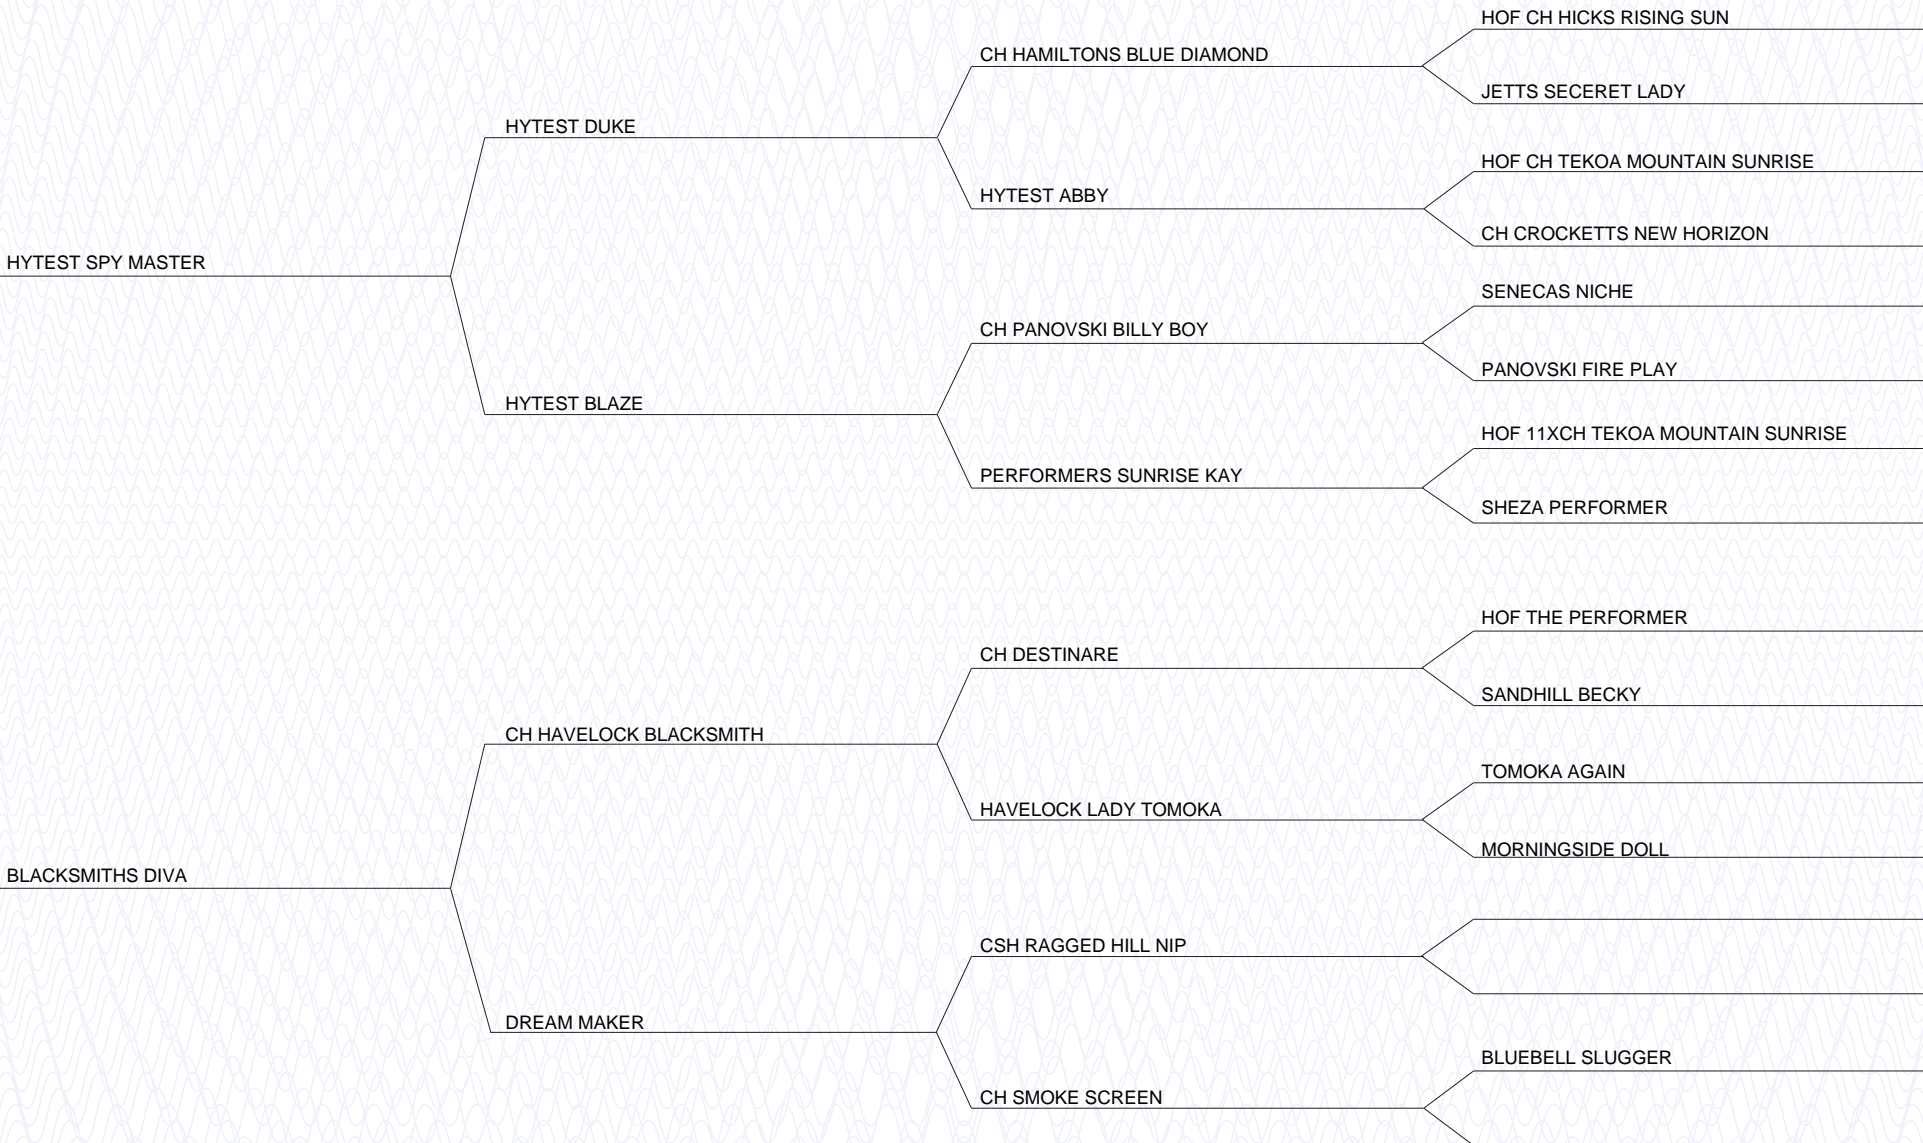 HOF CH HICKS RISING SUN
CH HAMILTONS BLUE DIAMOND
JETTS SECERET LADY
HYTEST DUKE
HOF CH TEKOA MOUNTAIN SUNRISE
HYTEST ABBY
CH CROCKETTS NEW HORIZON
HYTEST SPY MASTER
SENECAS NICHE
CH PANOVSKI BILLY BOY
PANOVSKI FIRE PLAY
HYTEST BLAZE
HOF 11XCH TEKOA MOUNTAIN SUNRISE
PERFORMERS SUNRISE KAY
SHEZA PERFORMER
HOF THE PERFORMER
CH DESTINARE
SANDHILL BECKY
CH HAVELOCK BLACKSMITH
TOMOKA AGAIN
HAVELOCK LADY TOMOKA
MORNINGSIDE DOLL
BLACKSMITHS DIVA
CSH RAGGED HILL NIP
DREAM MAKER
BLUEBELL SLUGGER
CH SMOKE SCREEN